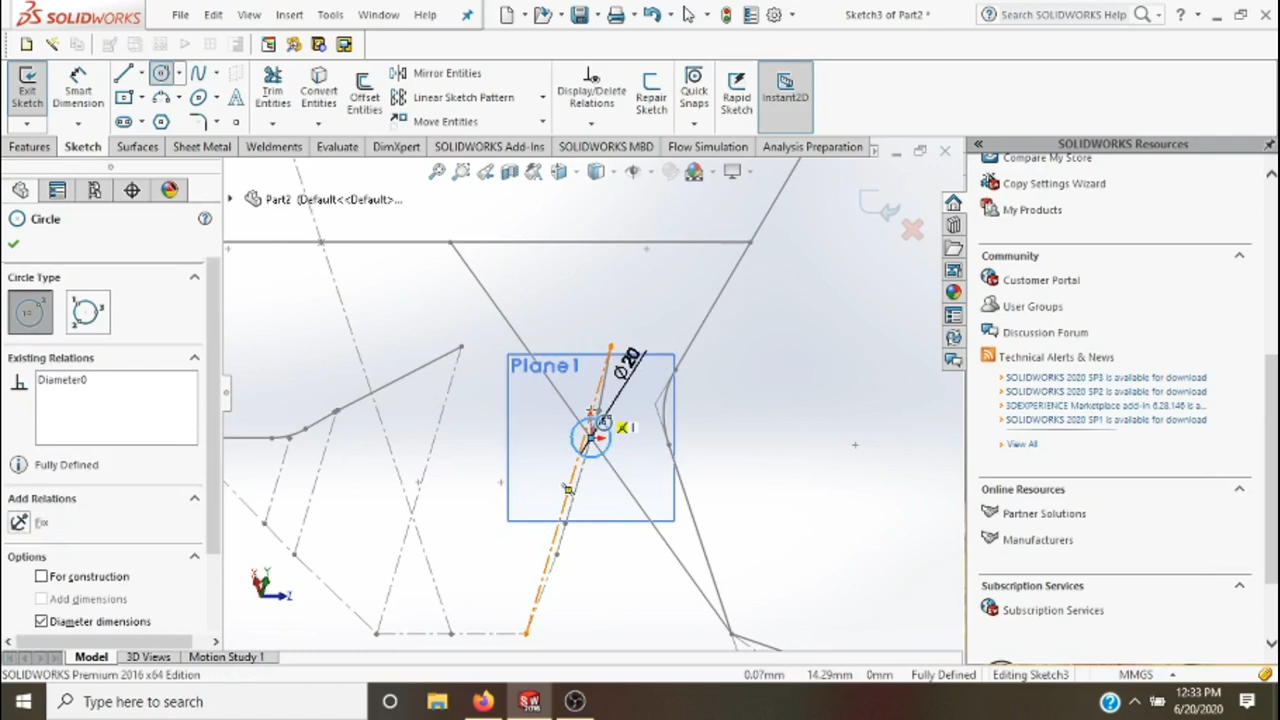 SOLIDWORKS File Edit View Insert Tools Window Help Sketch3 of Part2 * Search SOLIDWORKS Help
Exit Sketch Smart Dimension Trim Entities Convert Entities Offset Entities Mirror Entities Linear Sketch Pattern Move Entities Display/Delete Relations Repair Sketch Quick Snaps Rapid Sketch Instant2D
Features Sketch Surfaces Sheet Metal Weldments Evaluate DimXpert SOLIDWORKS Add-Ins SOLIDWORKS MBD Flow Simulation Analysis Preparation
SOLIDWORKS Resources
Compare My Score
Copy Settings Wizard
My Products
Community
Customer Portal
User Groups
Discussion Forum
Technical Alerts & News
SOLIDWORKS 2020 SP3 is available for download
SOLIDWORKS 2020 SP2 is available for download
3DEXPERIENCE Marketplace add-in 6.28.146 is a...
SOLIDWORKS 2020 SP1 is available for download
View All
Online Resources
Partner Solutions
Manufacturers
Subscription Services
Subscription Services
Part2 (Default<<Default>...
Circle
Circle Type
Existing Relations
Diameter0
Fully Defined
Add Relations
Fix
Options
For construction
Add dimensions
Diameter dimensions
Plane1
Ø20
Z
Model 3D Views Motion Study 1
SOLIDWORKS Premium 2016 x64 Edition 0.07mm 14.29mm 0mm Fully Defined Editing Sketch3 MMGS
Type here to search
12:33 PM
6/20/2020